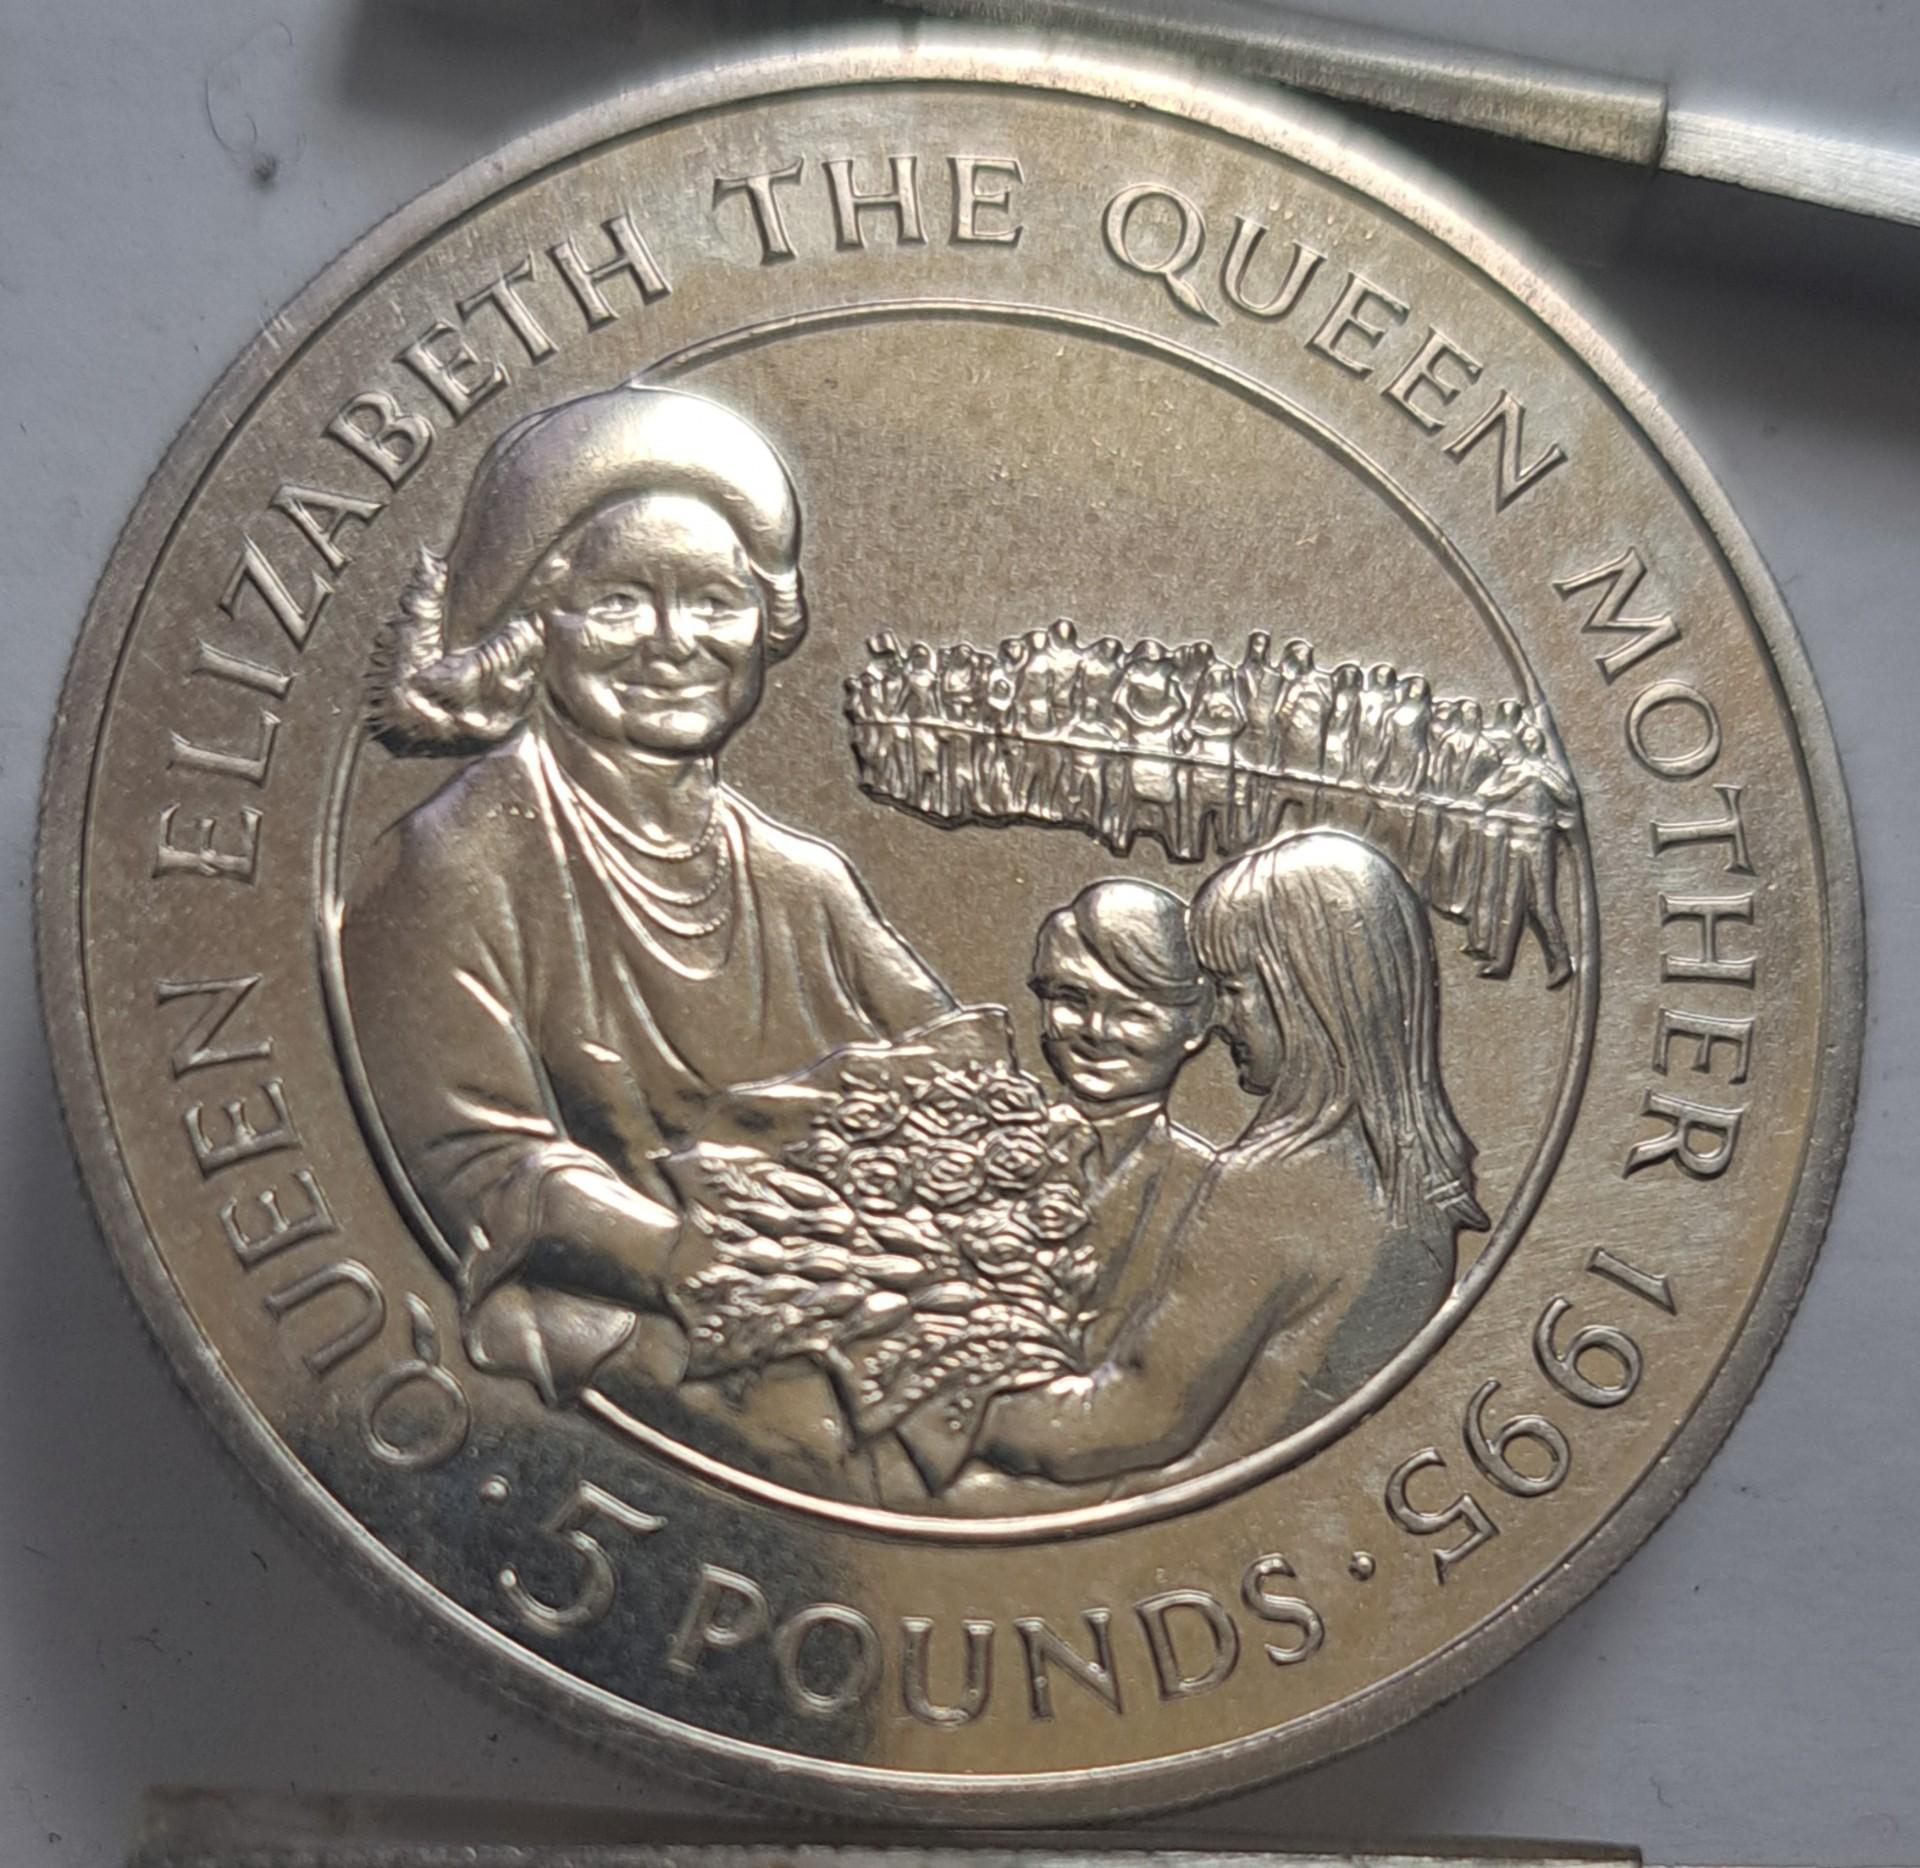 QUEEN ELIZABETH THE QUEEN MOTHER 1995
· 5 POUNDS ·